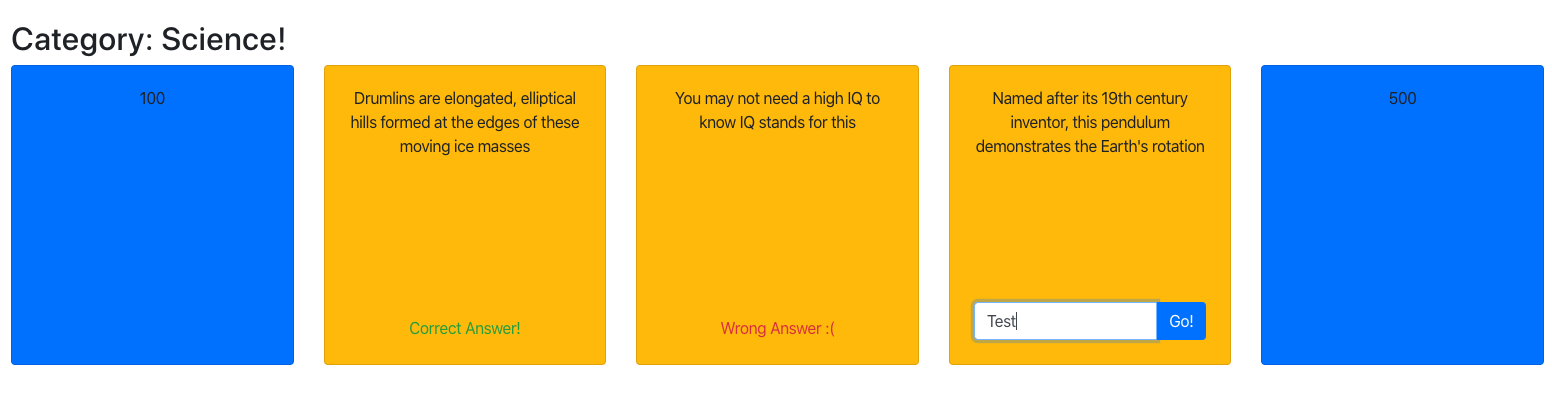 Category: Science!
100
Drumlins are elongated, elliptical
hills formed at the edges of these
moving ice masses
Correct Answer!
You may not need a high IQ to
know IQ stands for this
Wrong Answer :(
Named after its 19th century
inventor, this pendulum
demonstrates the Earth's rotation
Test
Go!
500